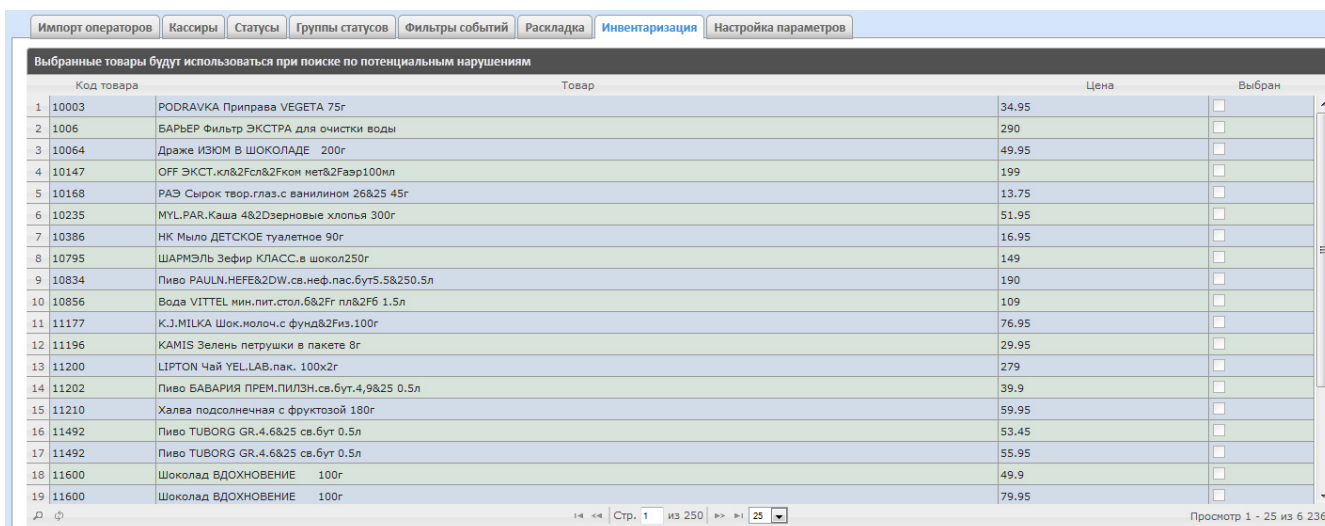 Импорт операторов Кассиры Статусы Группы статусов Фильтры событий Раскладка Инвентаризация Настройка параметров
Выбранные товары будут использоваться при поиске по потенциальным нарушениям
Код товара Товар Цена Выбран
1 10003 PODRAVKA Приправа VEGETA 75г 34.95
2 1006 БАРЬЕР Фильтр ЭКСТРА для очистки воды 290
3 10064 Драже ИЗЮМ В ШОКОЛАДЕ 200г 49.95
4 10147 OFF ЭКСТ.кл&2Fсл&2Fком мет&2Fаэр100мл 199
5 10168 РАЭ Сырок твор.глаз.с ванилином 26&25 45г 13.75
6 10235 MYL.PAR.Каша 4&2Dзерновые хлопья 300г 51.95
7 10386 НК Мыло ДЕТСКОЕ туалетное 90г 16.95
8 10795 ШАРМЭЛЬ Зефир КЛАСС.в шокол250г 149
9 10834 Пиво PAULN.HEFE&2DW.св.неф.пас.бут5.5&250.5л 190
10 10856 Вода VITTEL мин.пит.стол.б&2Fг пл&2Fб 1.5л 109
11 11177 K.J.MILKA Шок.молоч.с фунд&2Fиз.100г 76.95
12 11196 KAMIS Зелень петрушки в пакете 8г 29.95
13 11200 LIPTON Чай YEL.LAB.пак. 100х2г 279
14 11202 Пиво БАВАРИЯ ПРЕМ.ПИЛЗН.св.бут.4,9&25 0.5л 39.9
15 11210 Халва подсолнечная с фруктозой 180г 59.95
16 11492 Пиво TUBORG GR.4.6&25 св.бут 0.5л 53.45
17 11492 Пиво TUBORG GR.4.6&25 св.бут 0.5л 55.95
18 11600 Шоколад ВДОХНОВЕНИЕ 100г 49.9
19 11600 Шоколад ВДОХНОВЕНИЕ 100г 79.95
Стр. 1 из 250 25 Просмотр 1 - 25 из 6 236